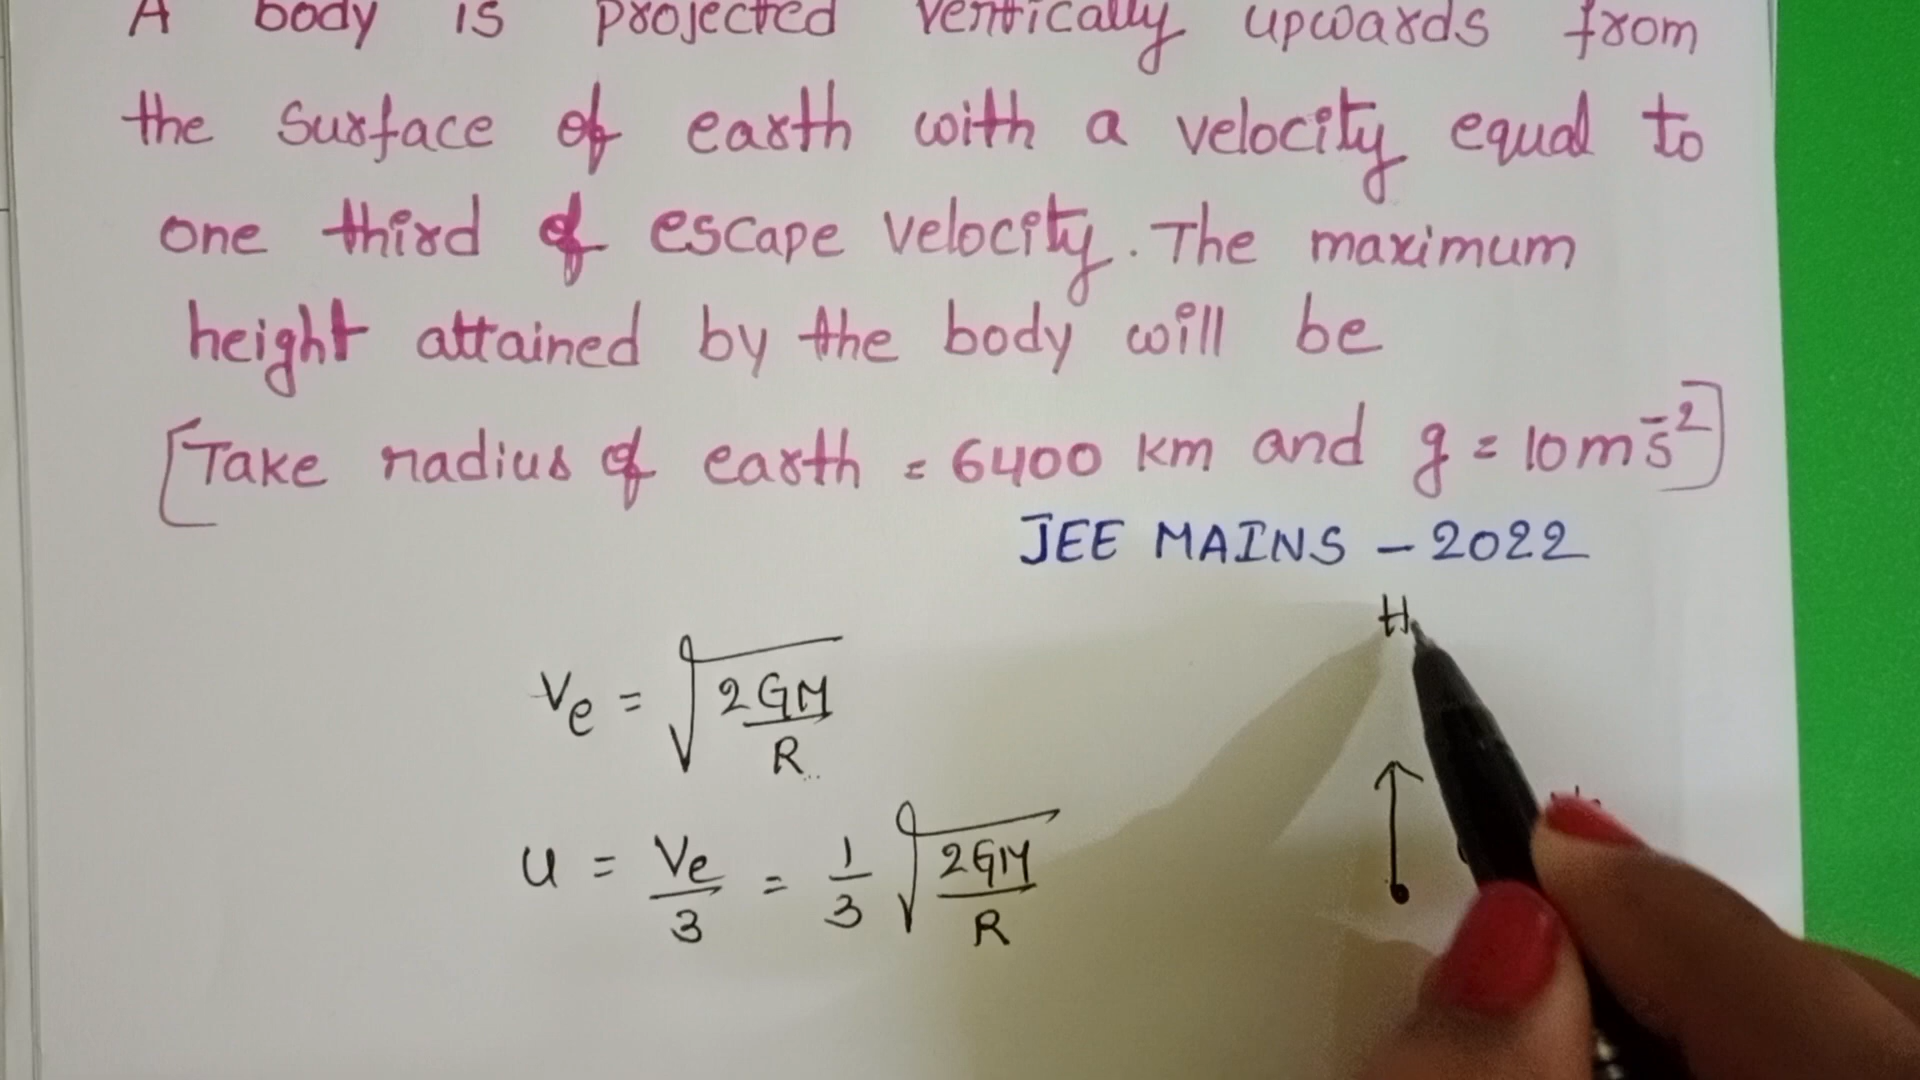 A body is projected vertically upwards from
the surface of earth with a velocity equal to
one third of escape velocity. The maximum
height attained by the body will be
[Take radius of earth = 6400 km and g = 10 m s⁻²]
JEE MAINS - 2022
H
Ve = √(2GM/R)
u = Ve/3 = 1/3 √(2GM/R)